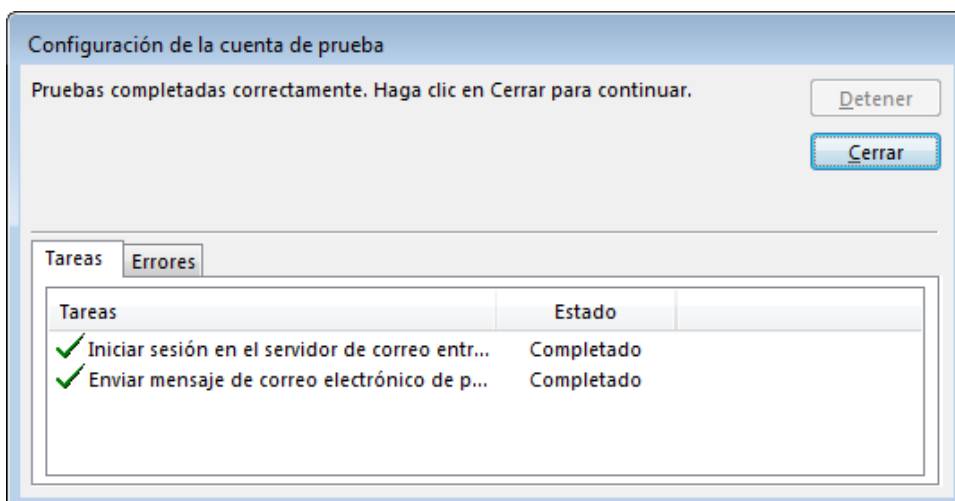 Configuración de la cuenta de prueba
Pruebas completadas correctamente. Haga clic en Cerrar para continuar.
Detener
Cerrar
Tareas Errores
Tareas Estado
Iniciar sesión en el servidor de correo entr... Completado
Enviar mensaje de correo electrónico de p... Completado